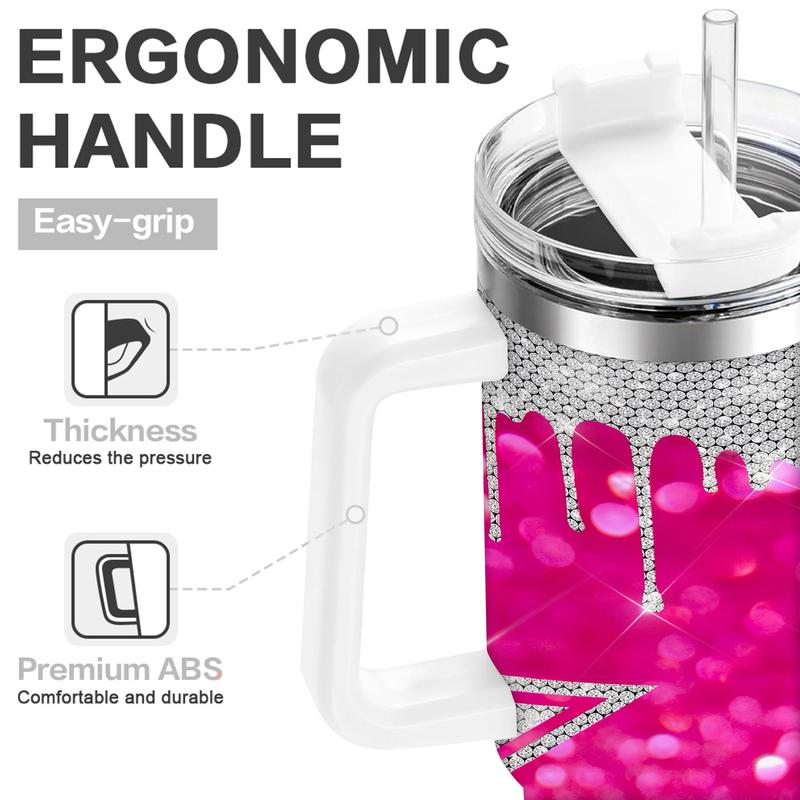 ERGONOMIC
HANDLE
Easy-grip
Thickness
Reduces the pressure
Premium ABS
Comfortable and durable